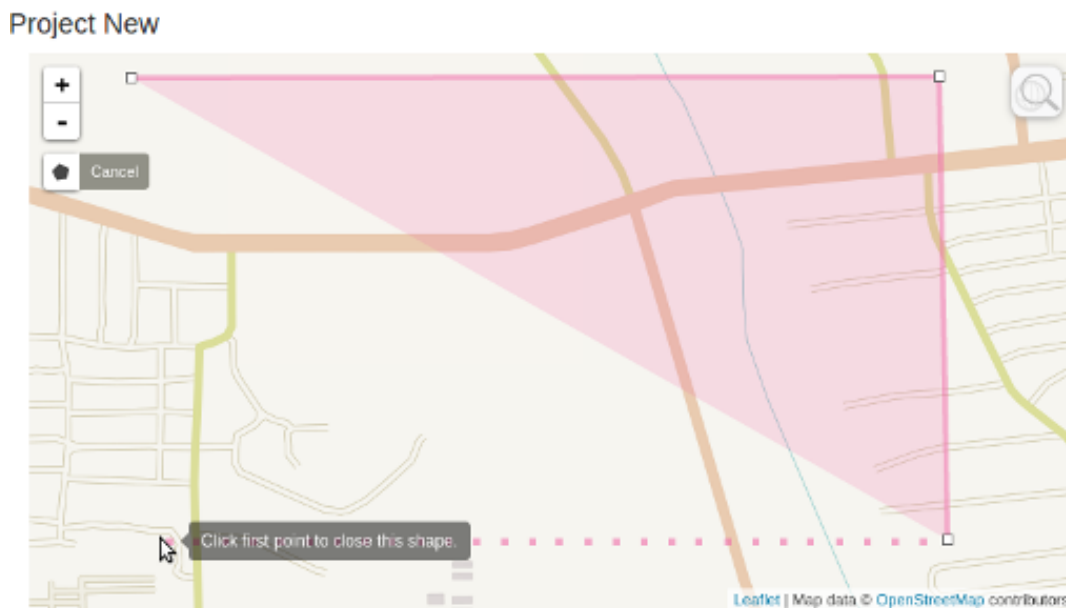 Project New
+
-
Cancel
Click first point to close this shape.
Leaflet | Map data © OpenStreetMap contributors